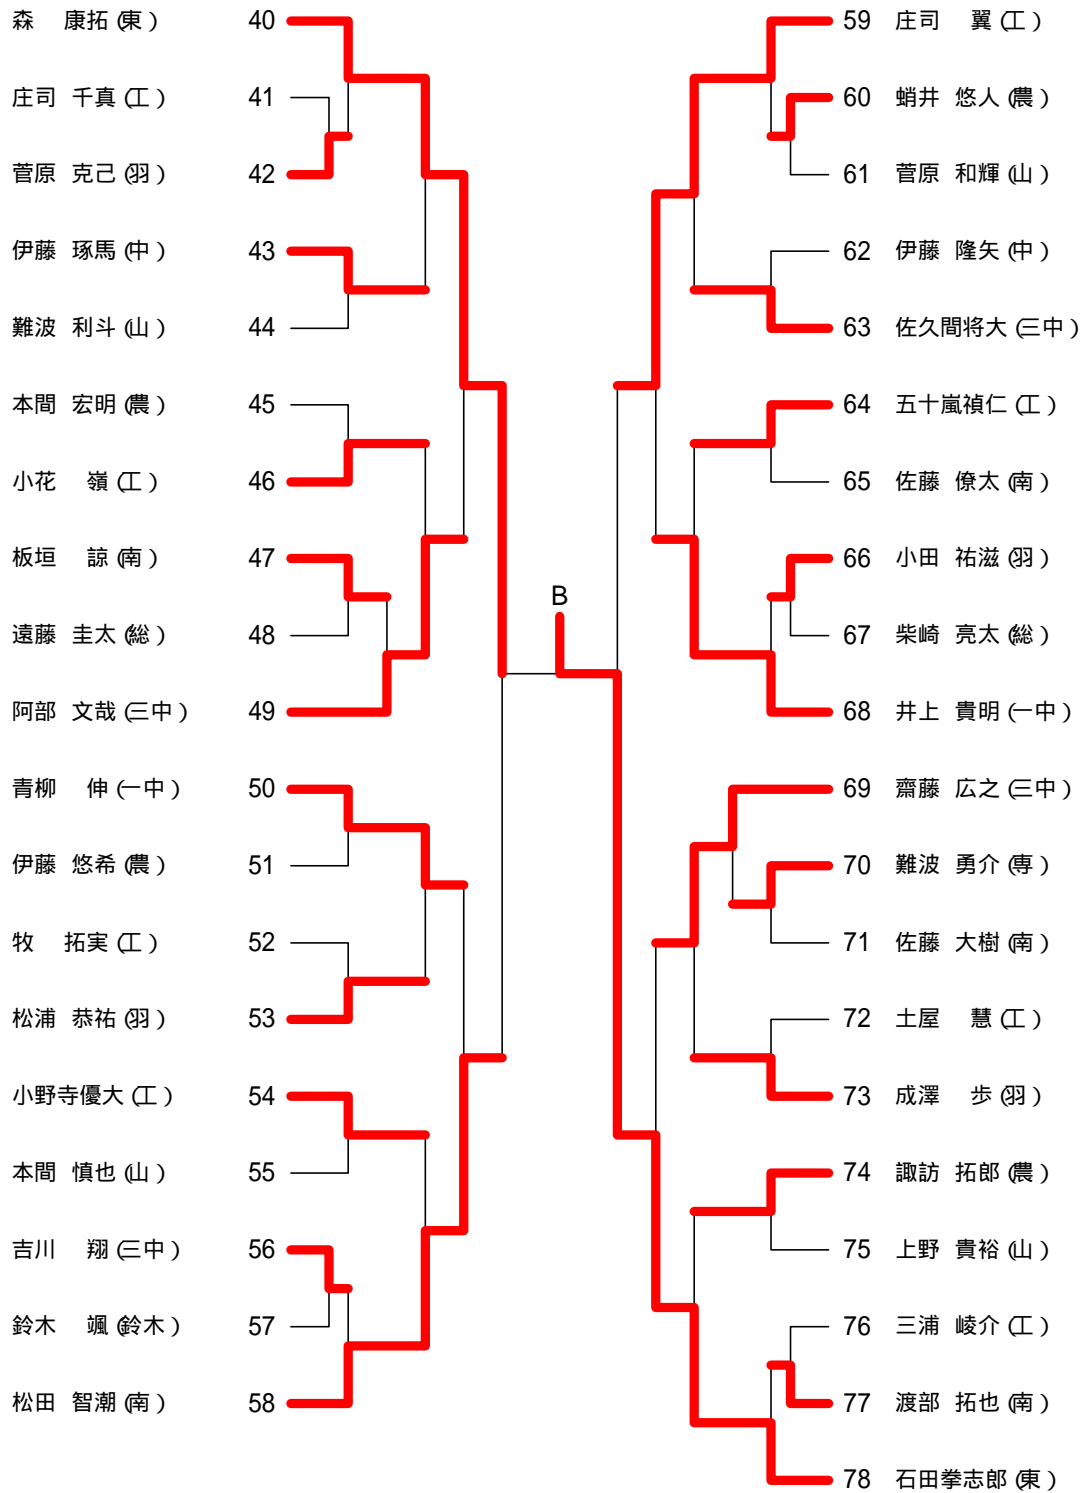 森　康拓 (東)　40
庄司 千真 (工)　41
菅原 克己 (羽)　42
伊藤 琢馬 (中)　43
難波 利斗 (山)　44
本間 宏明 (農)　45
小花　嶺 (工)　46
板垣　諒 (南)　47
遠藤 圭太 (総)　48
阿部 文哉 (三中)　49
青柳　伸 (一中)　50
伊藤 悠希 (農)　51
牧　拓実 (工)　52
松浦 恭祐 (羽)　53
小野寺優大 (工)　54
本間 慎也 (山)　55
吉川　翔 (三中)　56
鈴木　颯 (鈴木)　57
松田 智潮 (南)　58
B
59　庄司　翼 (工)
60　蛸井 悠人 (農)
61　菅原 和輝 (山)
62　伊藤 隆矢 (中)
63　佐久間将大 (三中)
64　五十嵐禎仁 (工)
65　佐藤 僚太 (南)
66　小田 祐滋 (羽)
67　柴崎 亮太 (総)
68　井上 貴明 (一中)
69　齋藤 広之 (三中)
70　難波 勇介 (専)
71　佐藤 大樹 (南)
72　土屋　慧 (工)
73　成澤　歩 (羽)
74　諏訪 拓郎 (農)
75　上野 貴裕 (山)
76　三浦 崚介 (工)
77　渡部 拓也 (南)
78　石田拳志郎 (東)